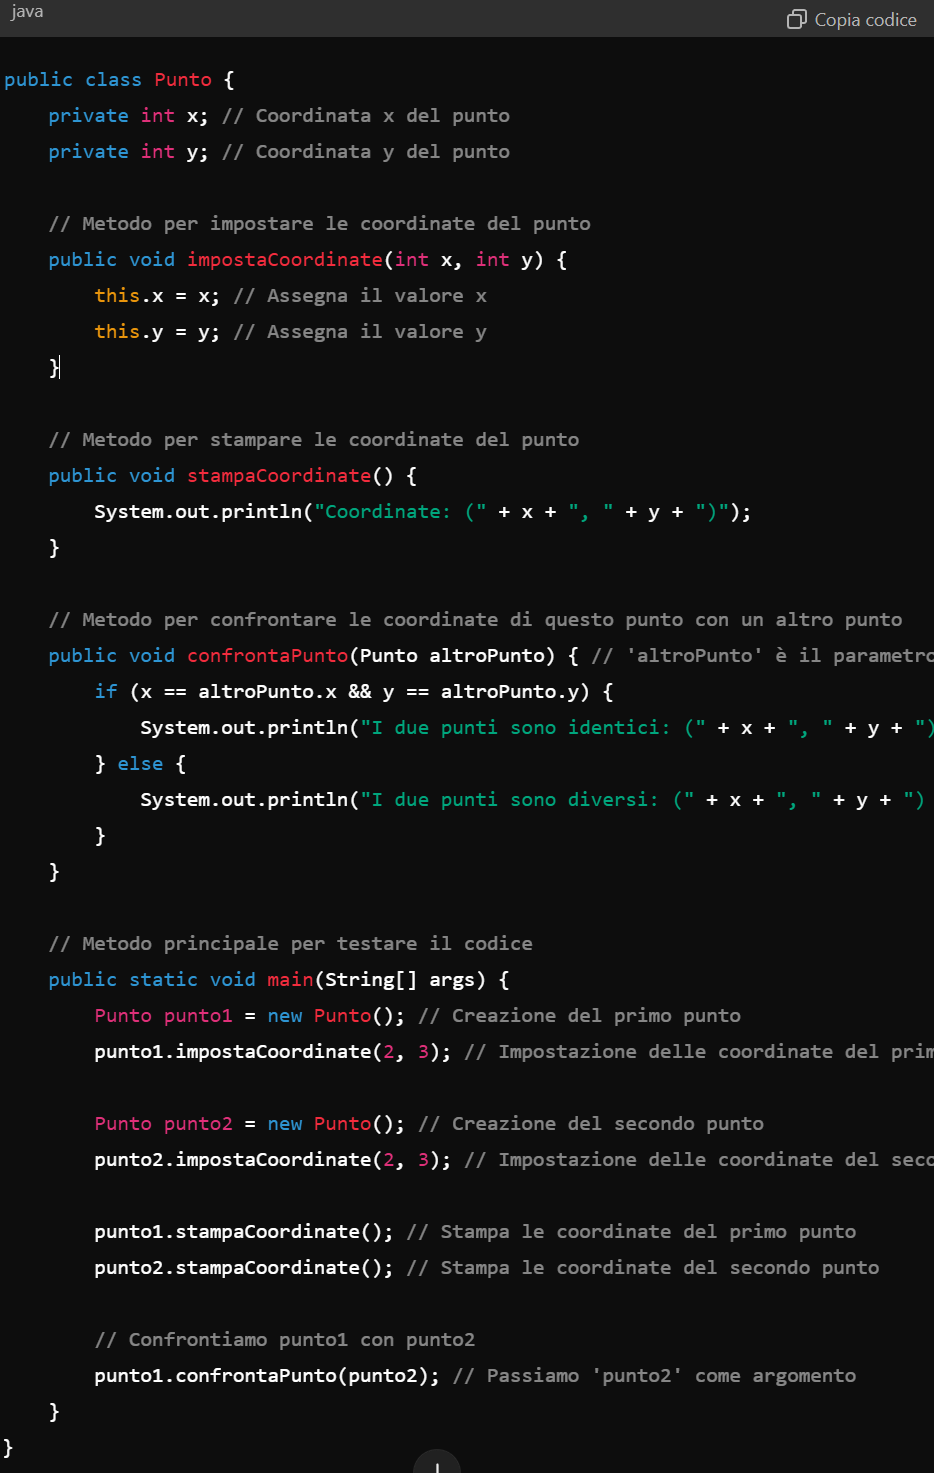 java
Copia codice
public class Punto {
    private int x; // Coordinata x del punto
    private int y; // Coordinata y del punto
    // Metodo per impostare le coordinate del punto
    public void impostaCoordinate(int x, int y) {
        this.x = x; // Assegna il valore x
        this.y = y; // Assegna il valore y
    }
    // Metodo per stampare le coordinate del punto
    public void stampaCoordinate() {
        System.out.println("Coordinate: (" + x + ", " + y + ")");
    }
    // Metodo per confrontare le coordinate di questo punto con un altro punto
    public void confrontaPunto(Punto altroPunto) { // 'altroPunto' è il parametro
        if (x == altroPunto.x && y == altroPunto.y) {
            System.out.println("I due punti sono identici: (" + x + ", " + y + ")
        } else {
            System.out.println("I due punti sono diversi: (" + x + ", " + y + ")
        }
    }
    // Metodo principale per testare il codice
    public static void main(String[] args) {
        Punto punto1 = new Punto(); // Creazione del primo punto
        punto1.impostaCoordinate(2, 3); // Impostazione delle coordinate del prim
        Punto punto2 = new Punto(); // Creazione del secondo punto
        punto2.impostaCoordinate(2, 3); // Impostazione delle coordinate del seco
        punto1.stampaCoordinate(); // Stampa le coordinate del primo punto
        punto2.stampaCoordinate(); // Stampa le coordinate del secondo punto
        // Confrontiamo punto1 con punto2
        punto1.confrontaPunto(punto2); // Passiamo 'punto2' come argomento
    }
}